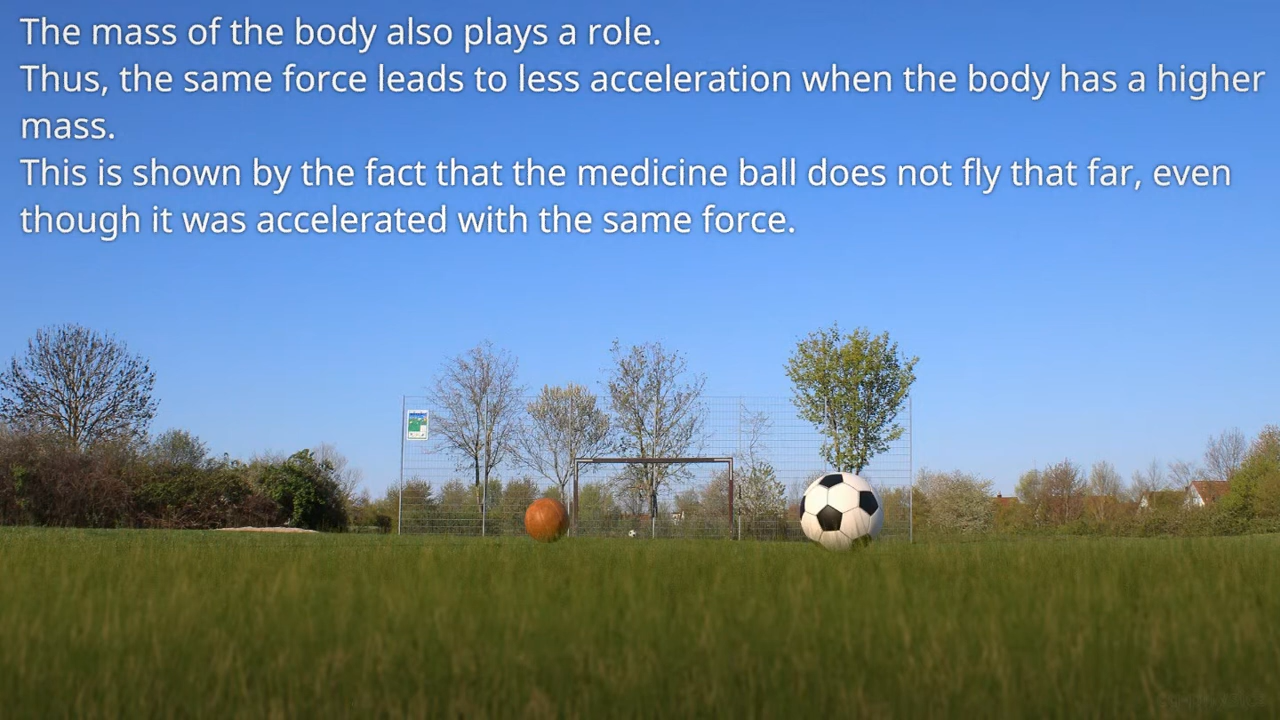 The mass of the body also plays a role.
Thus, the same force leads to less acceleration when the body has a higher
mass.
This is shown by the fact that the medicine ball does not fly that far, even
though it was accelerated with the same force.